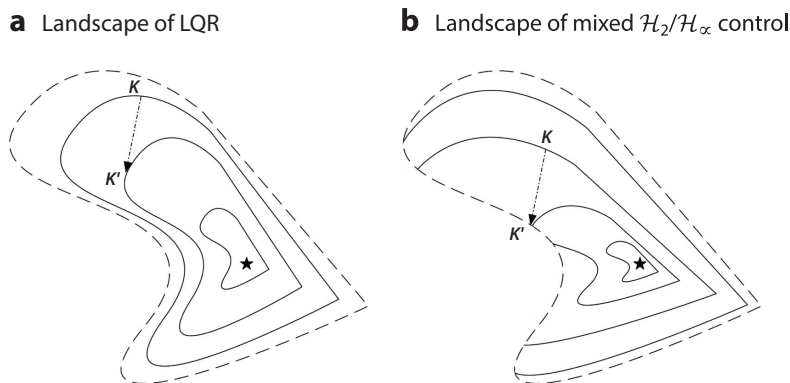 a Landscape of LQR
K
K'
b Landscape of mixed ℋ₂/ℋ∝ control
K
K'